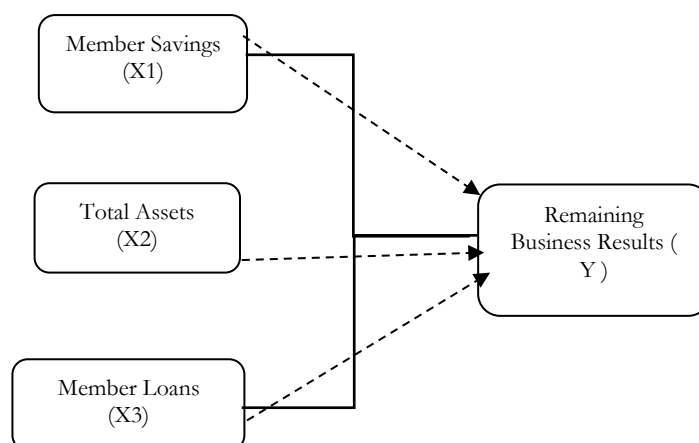 Member Savings
(X1)
Total Assets
(X2)
Remaining
Business Results (
Y )
Member Loans
(X3)